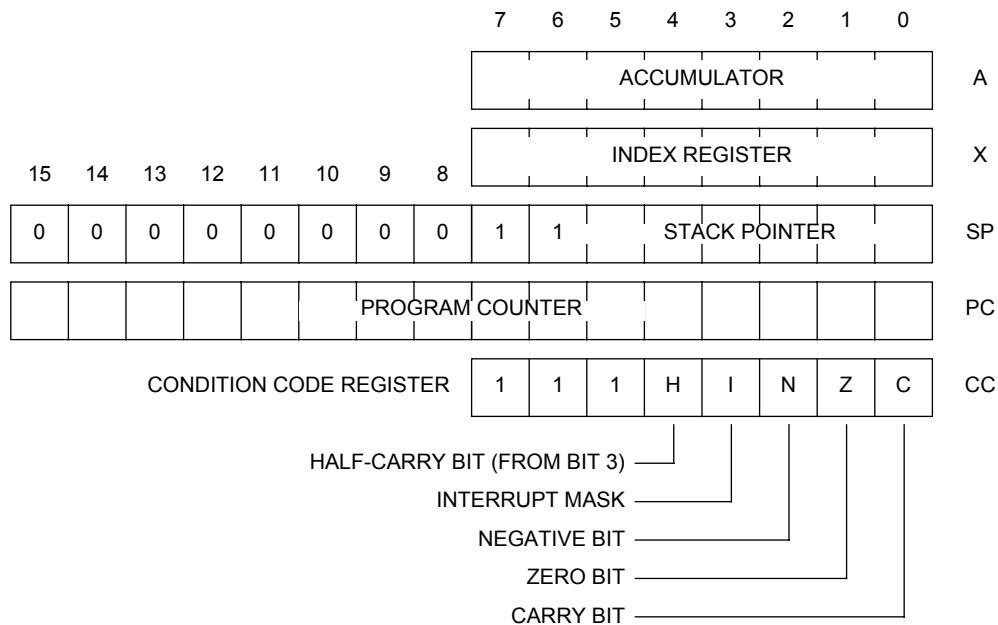 7 6 5 4 3 2 1 0
ACCUMULATOR A
INDEX REGISTER X
15 14 13 12 11 10 9 8
0 0 0 0 0 0 0 0 1 1 STACK POINTER SP
PROGRAM COUNTER PC
CONDITION CODE REGISTER 1 1 1 H I N Z C CC
HALF-CARRY BIT (FROM BIT 3)
INTERRUPT MASK
NEGATIVE BIT
ZERO BIT
CARRY BIT